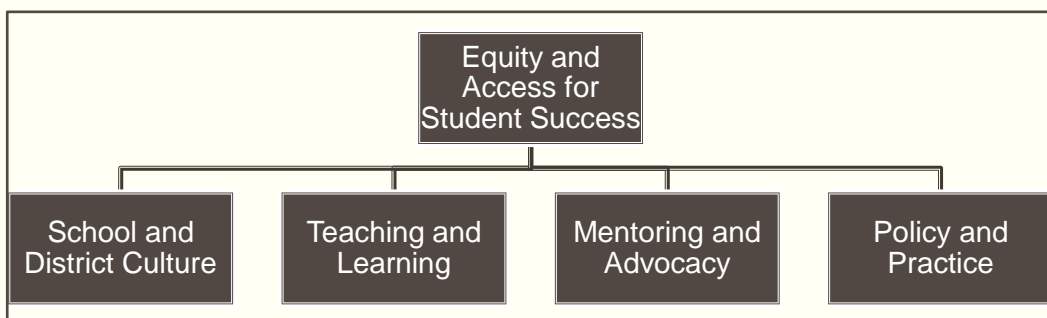 Equity and
Access for
Student Success
School and
District Culture
Teaching and
Learning
Mentoring and
Advocacy
Policy and
Practice